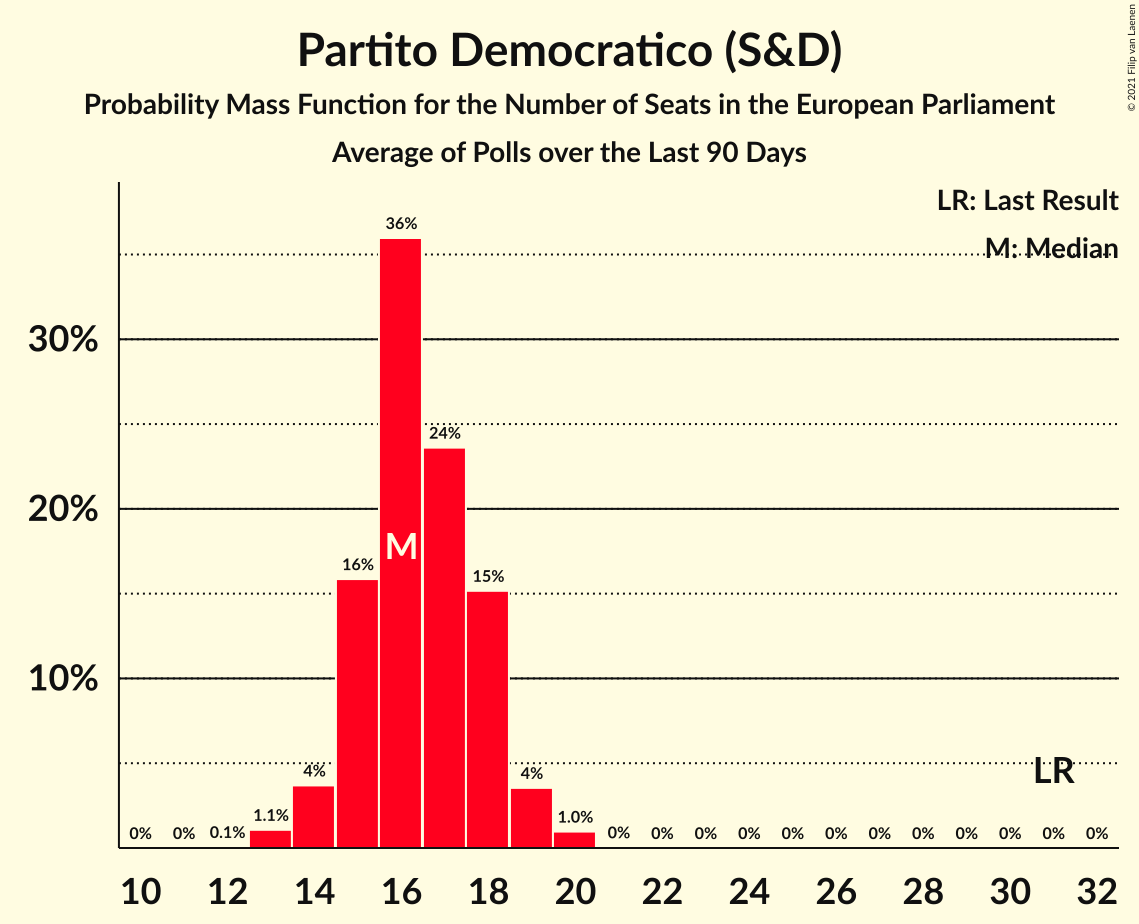 Partito Democratico (S&D)
Probability Mass Function for the Number of Seats in the European Parliament
Average of Polls over the Last 90 Days
© 2021 Filip van Laenen
LR: Last Result
M: Median
30%
20%
10%
0% 0% 0.1% 1.1% 4% 16% 36% 24% 15% 4% 1.0% 0% 0% 0% 0% 0% 0% 0% 0% 0% 0% 0% 0%
M
LR
10 12 14 16 18 20 22 24 26 28 30 32